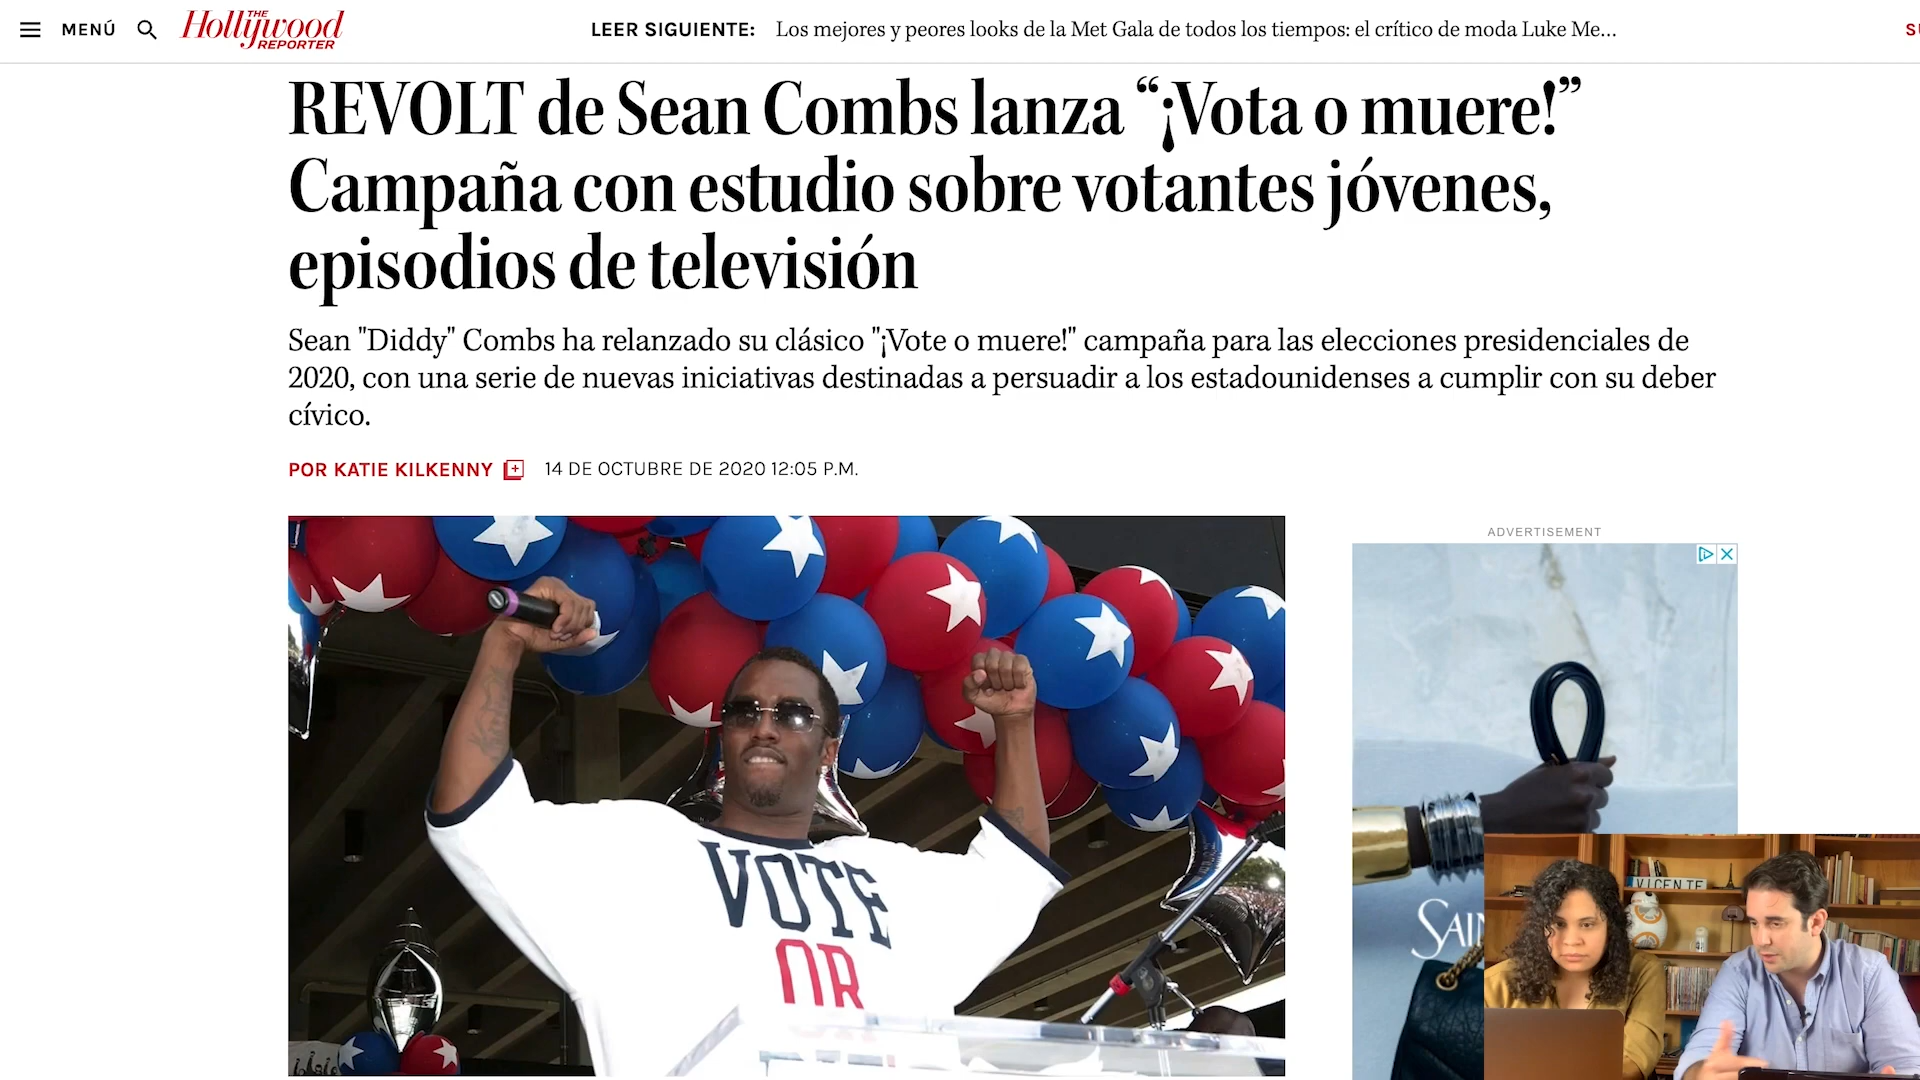 MENÚ
THE
Hollywood
REPORTER
LEER SIGUIENTE: Los mejores y peores looks de la Met Gala de todos los tiempos: el crítico de moda Luke Me...
REVOLT de Sean Combs lanza “¡Vota o muere!”
Campaña con estudio sobre votantes jóvenes,
episodios de televisión
Sean "Diddy" Combs ha relanzado su clásico "¡Vote o muere!" campaña para las elecciones presidenciales de
2020, con una serie de nuevas iniciativas destinadas a persuadir a los estadounidenses a cumplir con su deber
cívico.
POR KATIE KILKENNY
14 DE OCTUBRE DE 2020 12:05 P.M.
ADVERTISEMENT
VOTE
OR
VICENTE